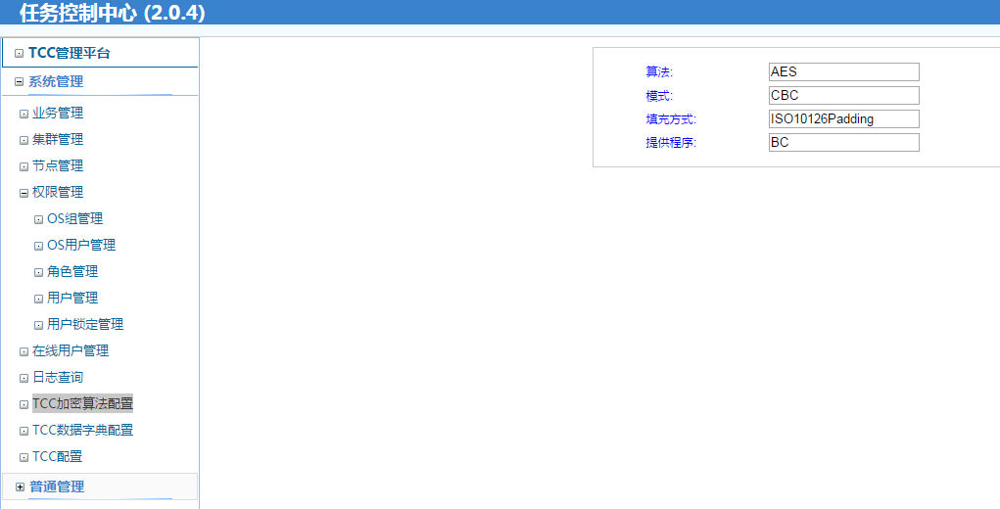 任务控制中心 (2.0.4)
TCC管理平台
系统管理
业务管理
集群管理
节点管理
权限管理
OS组管理
OS用户管理
角色管理
用户管理
用户锁定管理
在线用户管理
日志查询
TCC加密算法配置
TCC数据字典配置
TCC配置
普通管理
算法: AES
模式: CBC
填充方式: ISO10126Padding
提供程序: BC